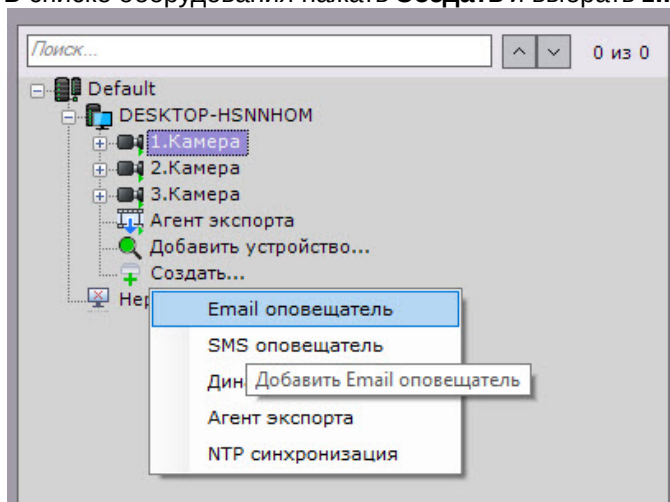 В списке оборудования нажать Создать и выбрать
Поиск...
0 из 0
Default
DESKTOP-HSNNHOM
1.Камера
2.Камера
3.Камера
Агент экспорта
Добавить устройство...
Создать...
Email оповещатель
SMS оповещатель
Добавить Email оповещатель
Агент экспорта
NTP синхронизация